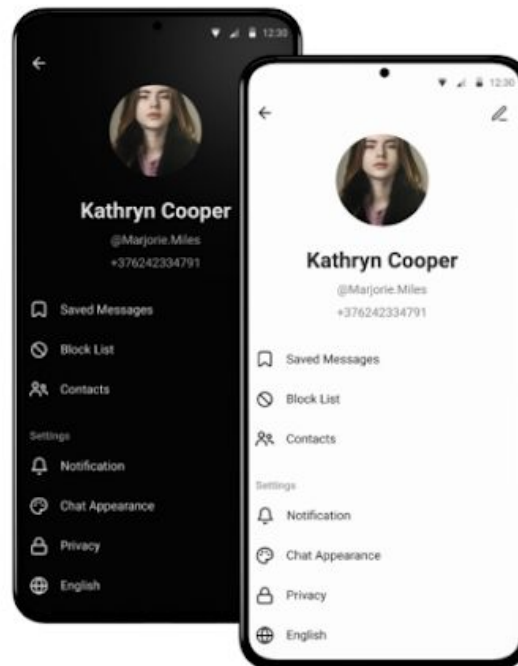 12:30
Kathryn Cooper
@Marjorie.Miles
+376242334791
Saved Messages
Block List
Contacts
Settings
Notification
Chat Appearance
Privacy
English
12:30
Kathryn Cooper
@Marjorie.Miles
+376242334791
Saved Messages
Block List
Contacts
Settings
Notification
Chat Appearance
Privacy
English